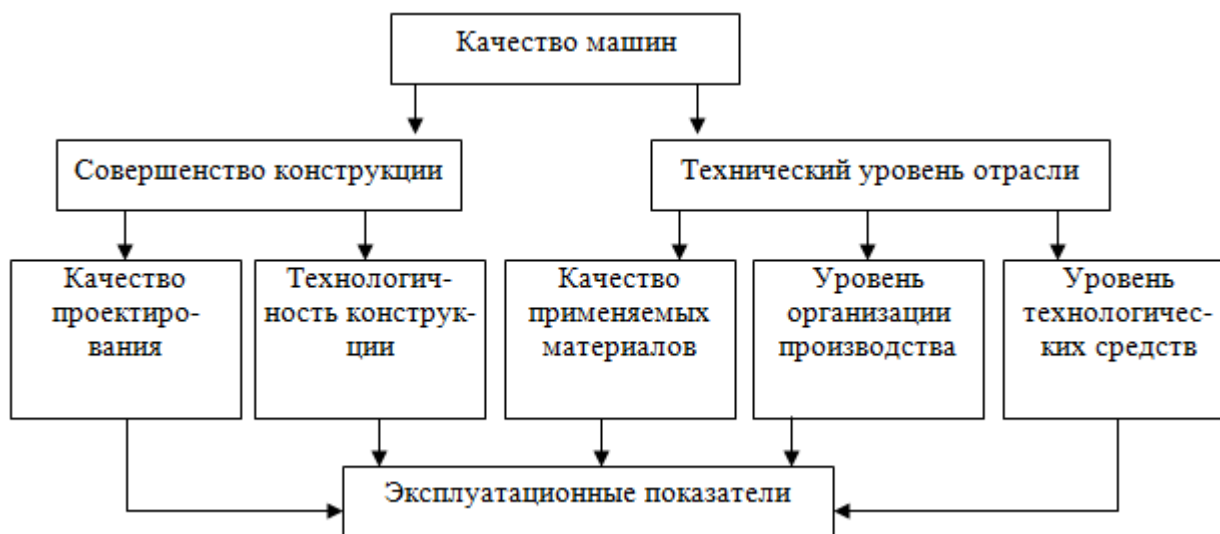 Качество машин
Совершенство конструкции
Технический уровень отрасли
Качество
проектиро-
вания
Технологич-
ность конструк-
ции
Качество
применяемых
материалов
Уровень
организации
производства
Уровень
технологичес-
ких средств
Эксплуатационные показатели